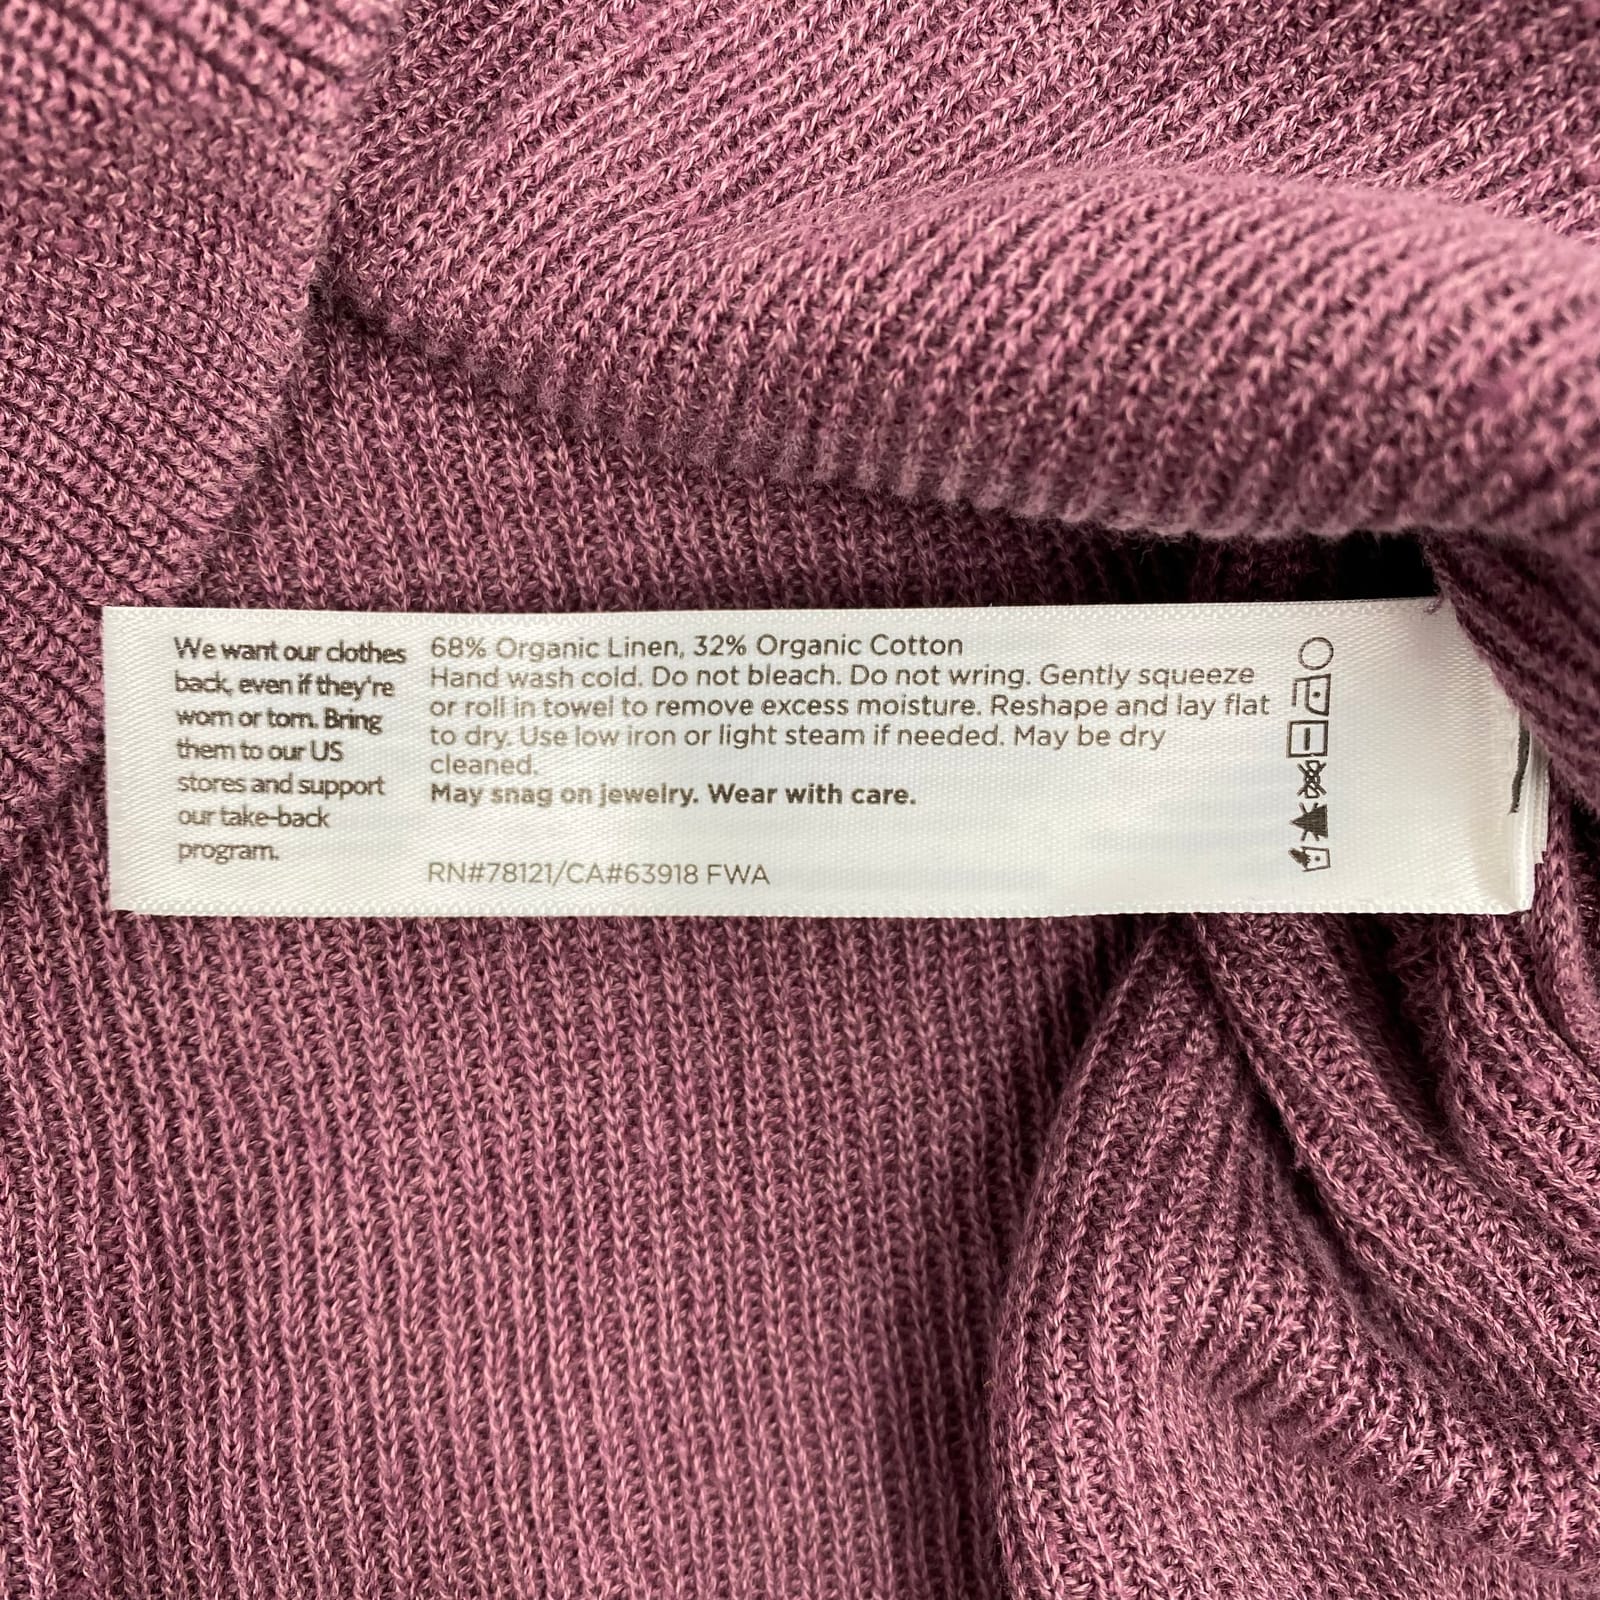 We want our clothes
back, even if they're
worn or torn. Bring
them to our US
stores and support
our take-back
program.
68% Organic Linen, 32% Organic Cotton
Hand wash cold. Do not bleach. Do not wring. Gently squeeze
or roll in towel to remove excess moisture. Reshape and lay flat
to dry. Use low iron or light steam if needed. May be dry
cleaned.
May snag on jewelry. Wear with care.
RN#78121/CA#63918 FWA